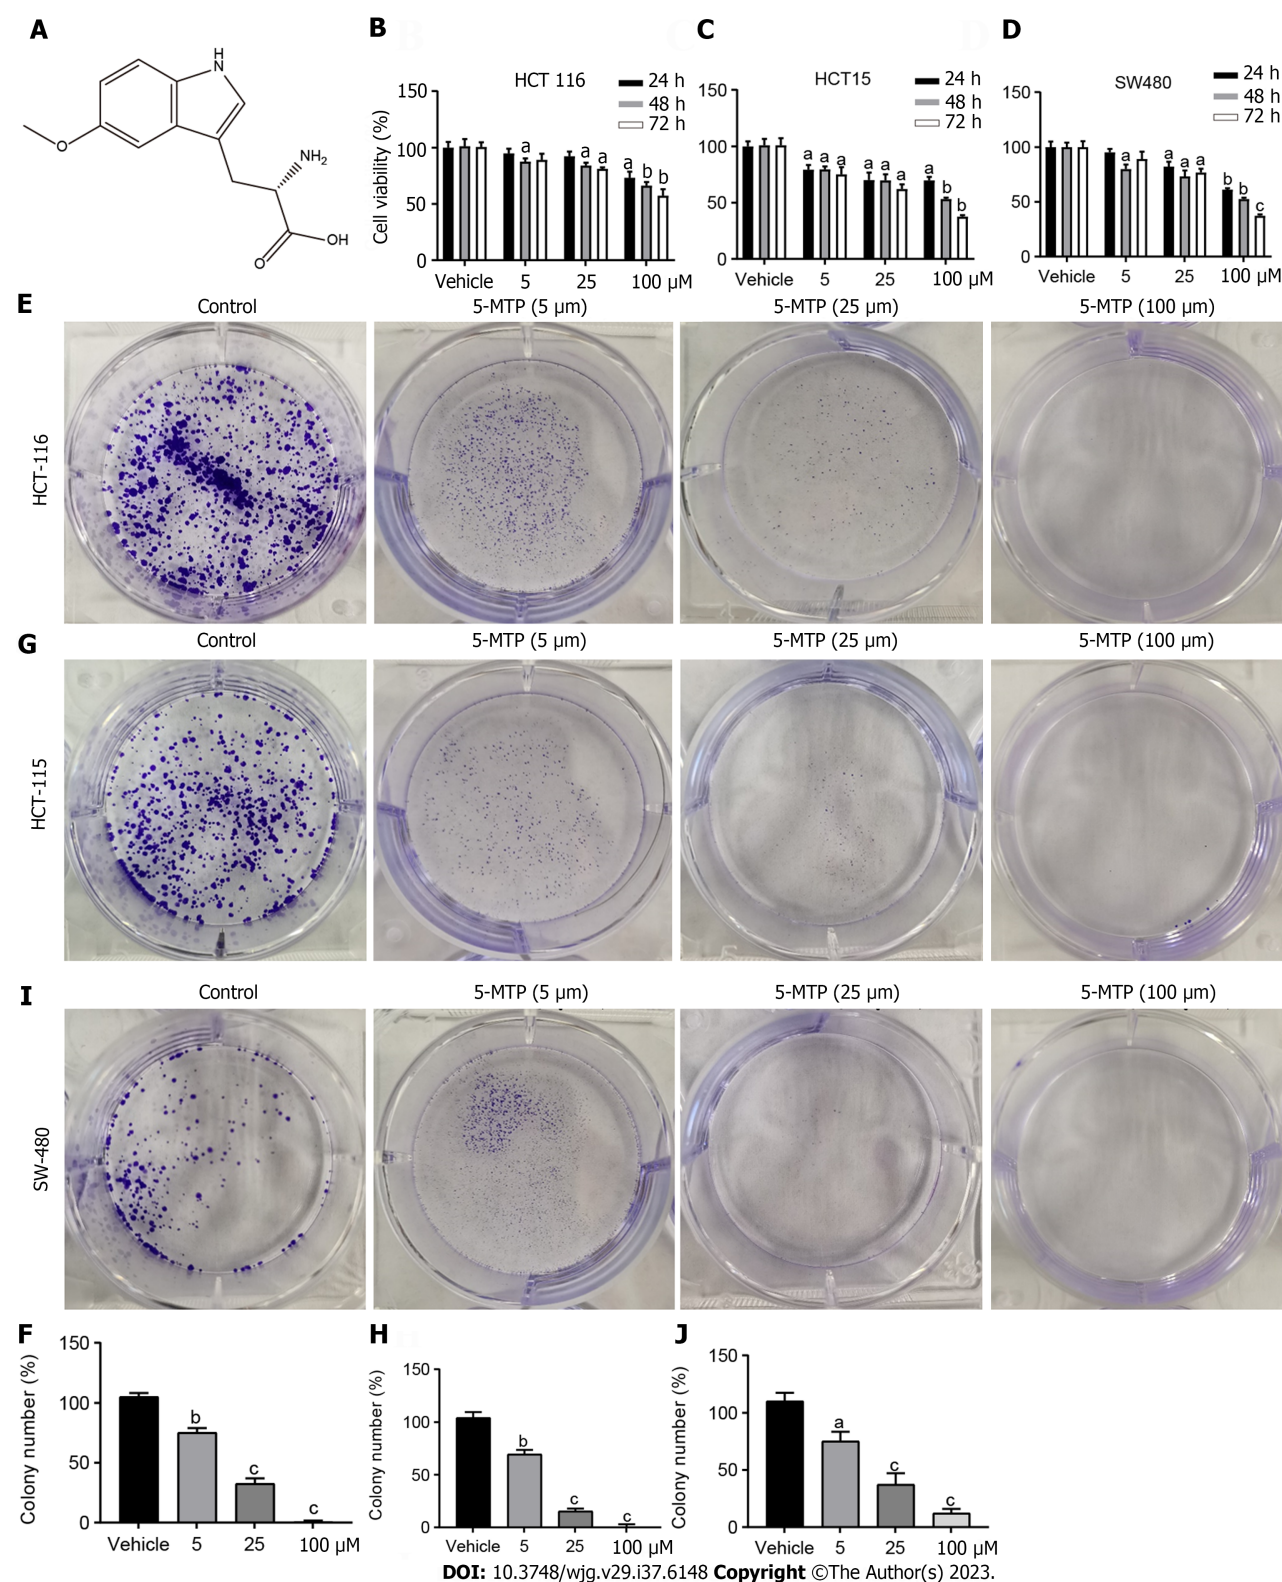 A
H
N
O
NH2
OH
O
B
HCT 116
24 h
48 h
72 h
Cell viability (%)
150
100
50
0
a
a
a
a
b
b
Vehicle
5
25
100 µM
C
HCT15
24 h
48 h
72 h
150
100
50
0
a
a
a
a
a
a
a
b
b
Vehicle
5
25
100 µM
D
SW480
24 h
48 h
72 h
150
100
50
0
a
a
a
a
b
b
c
Vehicle
5
25
100 µM
E
Control
5-MTP (5 µm)
5-MTP (25 µm)
5-MTP (100 µm)
HCT-116
G
Control
5-MTP (5 µm)
5-MTP (25 µm)
5-MTP (100 µm)
HCT-115
I
Control
5-MTP (5 µm)
5-MTP (25 µm)
5-MTP (100 µm)
SW-480
F
Colony number (%)
150
100
50
0
b
c
c
Vehicle
5
25
100 µM
H
Colony number (%)
150
100
50
0
b
c
c
Vehicle
5
25
100 µM
J
Colony number (%)
150
100
50
0
a
c
c
Vehicle
5
25
100 µM
DOI: 10.3748/wjg.v29.i37.6148 Copyright ©The Author(s) 2023.